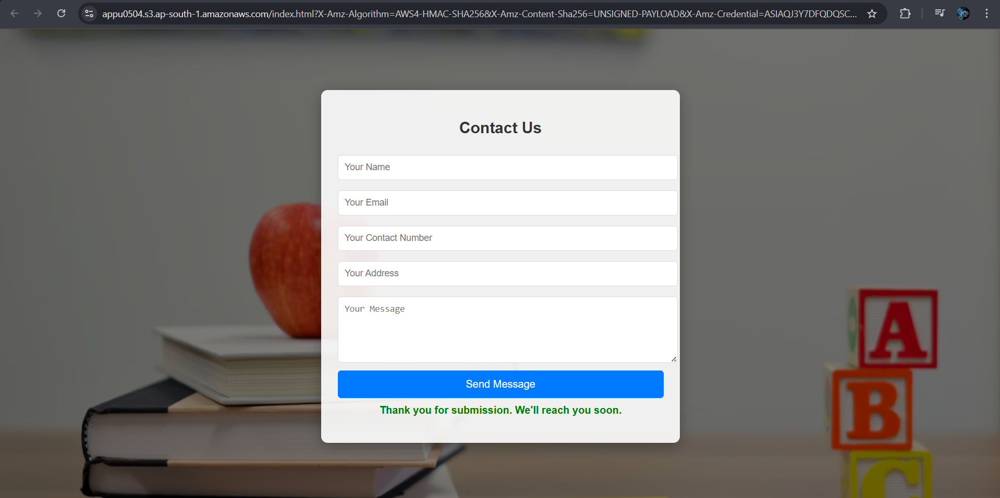 appu0504.s3.ap-south-1.amazonaws.com/index.html?X-Amz-Algorithm=AWS4-HMAC-SHA256&X-Amz-Content-Sha256=UNSIGNED-PAYLOAD&X-Amz-Credential=ASIAQJ3Y7DFQDQSC...
Contact Us
Your Name
Your Email
Your Contact Number
Your Address
Your Message
Send Message
Thank you for submission. We'll reach you soon.
A
B
C